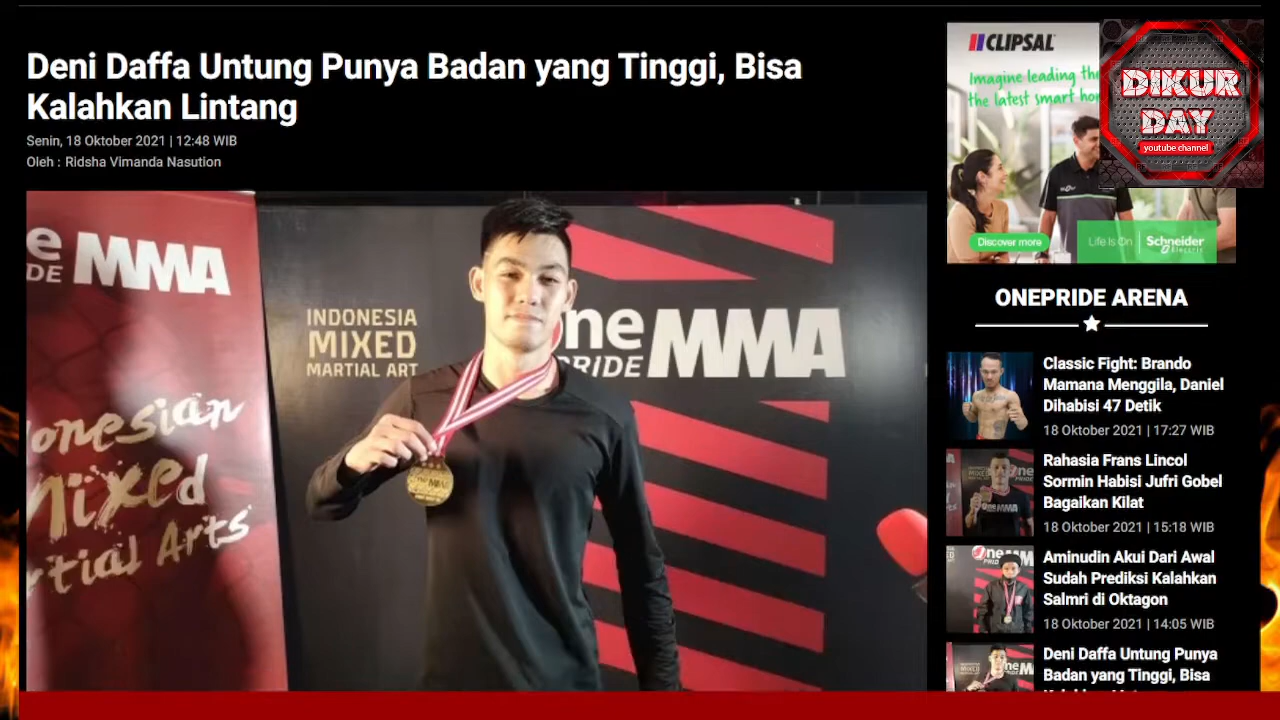 Deni Daffa Untung Punya Badan yang Tinggi, Bisa
Kalahkan Lintang
Senin, 18 Oktober 2021 | 12:48 WIB
Oleh : Ridsha Vimanda Nasution
MMA
INDONESIA
MIXED
MARTIAL ART
MMA
Mixed
Arts
CLIPSAL
Imagine leading the
the latest smart
Discover more
Life Is On
Schneider
Electric
DIKUR
DAY
youtube channel
ONEPRIDE ARENA
Classic Fight: Brando
Mamana Menggila, Daniel
Dihabisi 47 Detik
18 Oktober 2021 | 17:27 WIB
Rahasia Frans Lincol
Sormin Habisi Jufri Gobel
Bagaikan Kilat
18 Oktober 2021 | 15:18 WIB
Aminudin Akui Dari Awal
Sudah Prediksi Kalahkan
Salmri di Oktagon
18 Oktober 2021 | 14:05 WIB
Deni Daffa Untung Punya
Badan yang Tinggi, Bisa